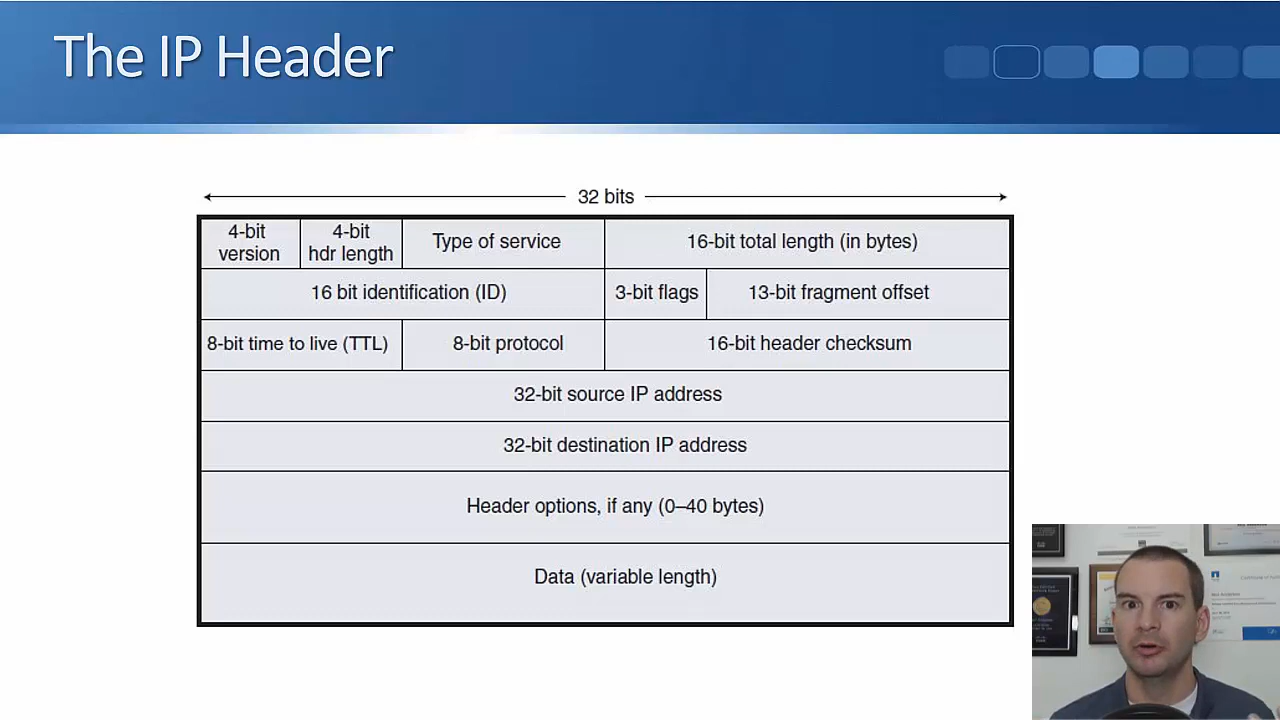 The IP Header
32 bits
4-bit version
4-bit hdr length
Type of service
16-bit total length (in bytes)
16 bit identification (ID)
3-bit flags
13-bit fragment offset
8-bit time to live (TTL)
8-bit protocol
16-bit header checksum
32-bit source IP address
32-bit destination IP address
Header options, if any (0–40 bytes)
Data (variable length)